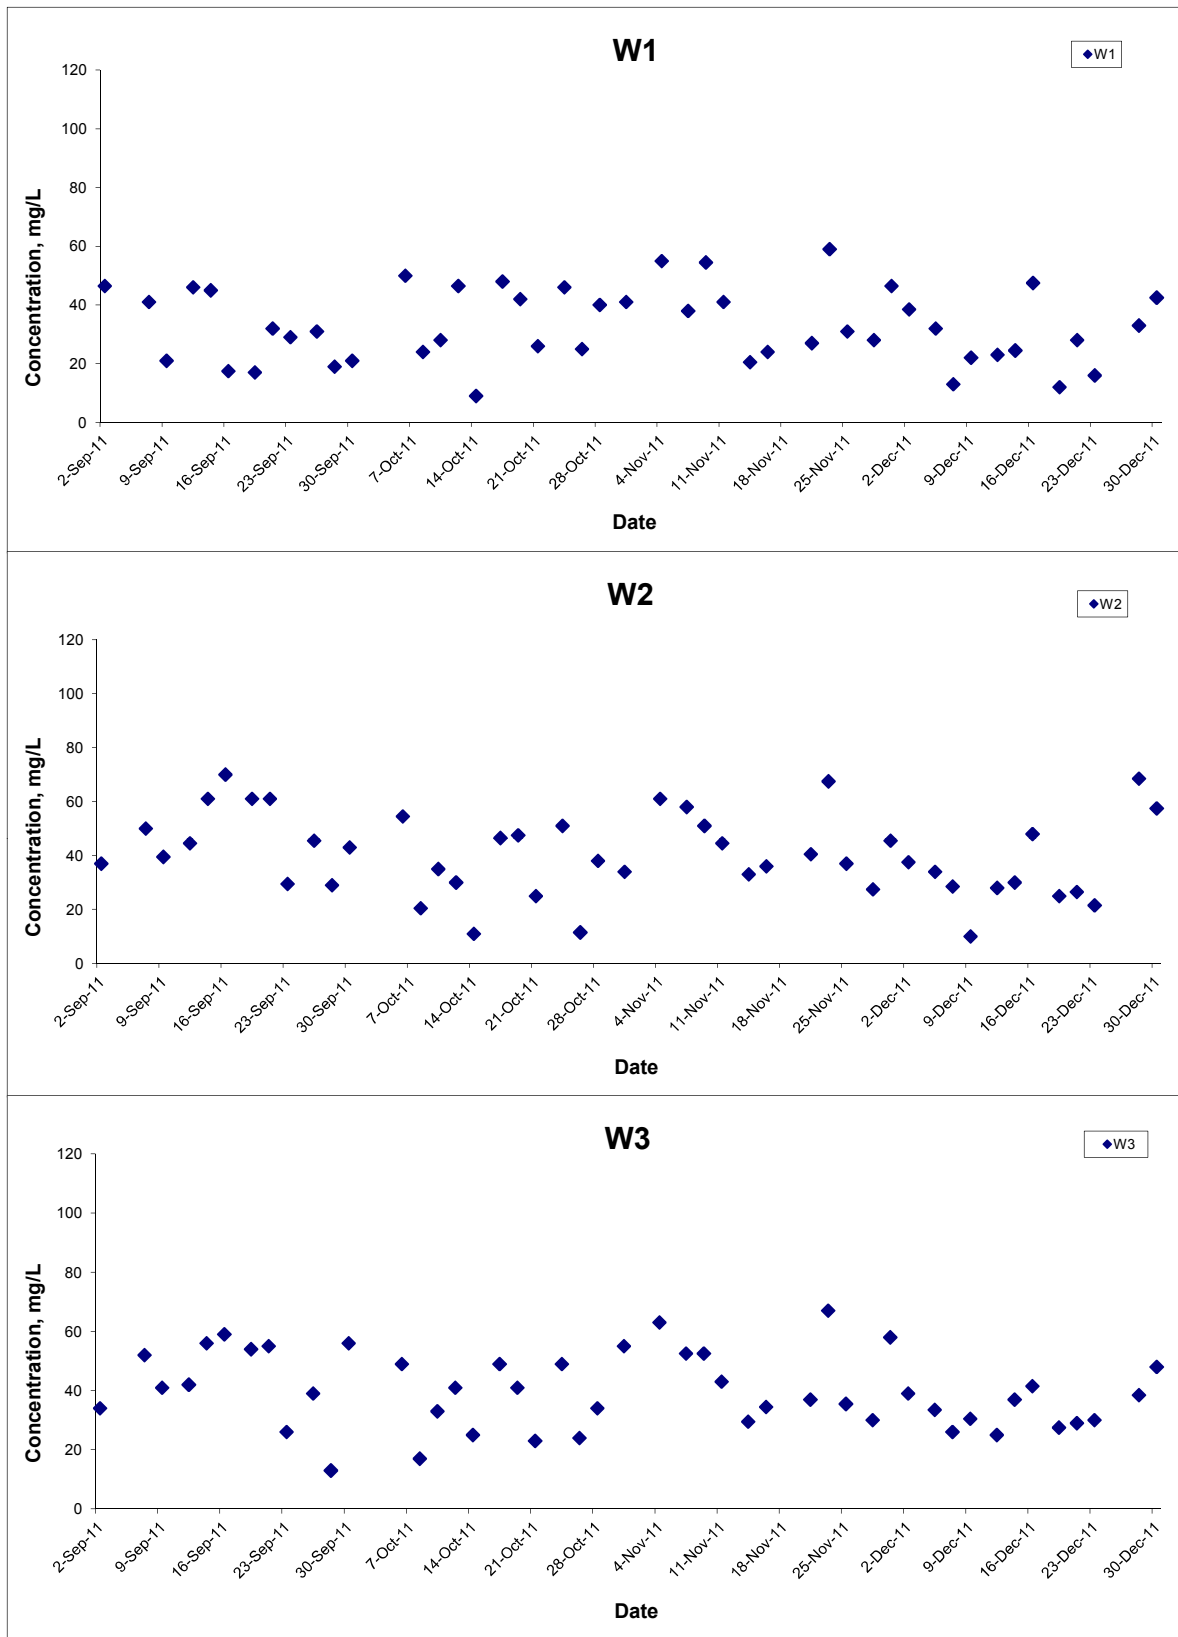 W1
W1
120
100
80
60
40
20
0
Concentration, mg/L
2-Sep-11
9-Sep-11
16-Sep-11
23-Sep-11
30-Sep-11
7-Oct-11
14-Oct-11
21-Oct-11
28-Oct-11
4-Nov-11
11-Nov-11
18-Nov-11
25-Nov-11
2-Dec-11
9-Dec-11
16-Dec-11
23-Dec-11
30-Dec-11
Date
W2
W2
120
100
80
60
40
20
0
Concentration, mg/L
2-Sep-11
9-Sep-11
16-Sep-11
23-Sep-11
30-Sep-11
7-Oct-11
14-Oct-11
21-Oct-11
28-Oct-11
4-Nov-11
11-Nov-11
18-Nov-11
25-Nov-11
2-Dec-11
9-Dec-11
16-Dec-11
23-Dec-11
30-Dec-11
Date
W3
W3
120
100
80
60
40
20
0
Concentration, mg/L
2-Sep-11
9-Sep-11
16-Sep-11
23-Sep-11
30-Sep-11
7-Oct-11
14-Oct-11
21-Oct-11
28-Oct-11
4-Nov-11
11-Nov-11
18-Nov-11
25-Nov-11
2-Dec-11
9-Dec-11
16-Dec-11
23-Dec-11
30-Dec-11
Date